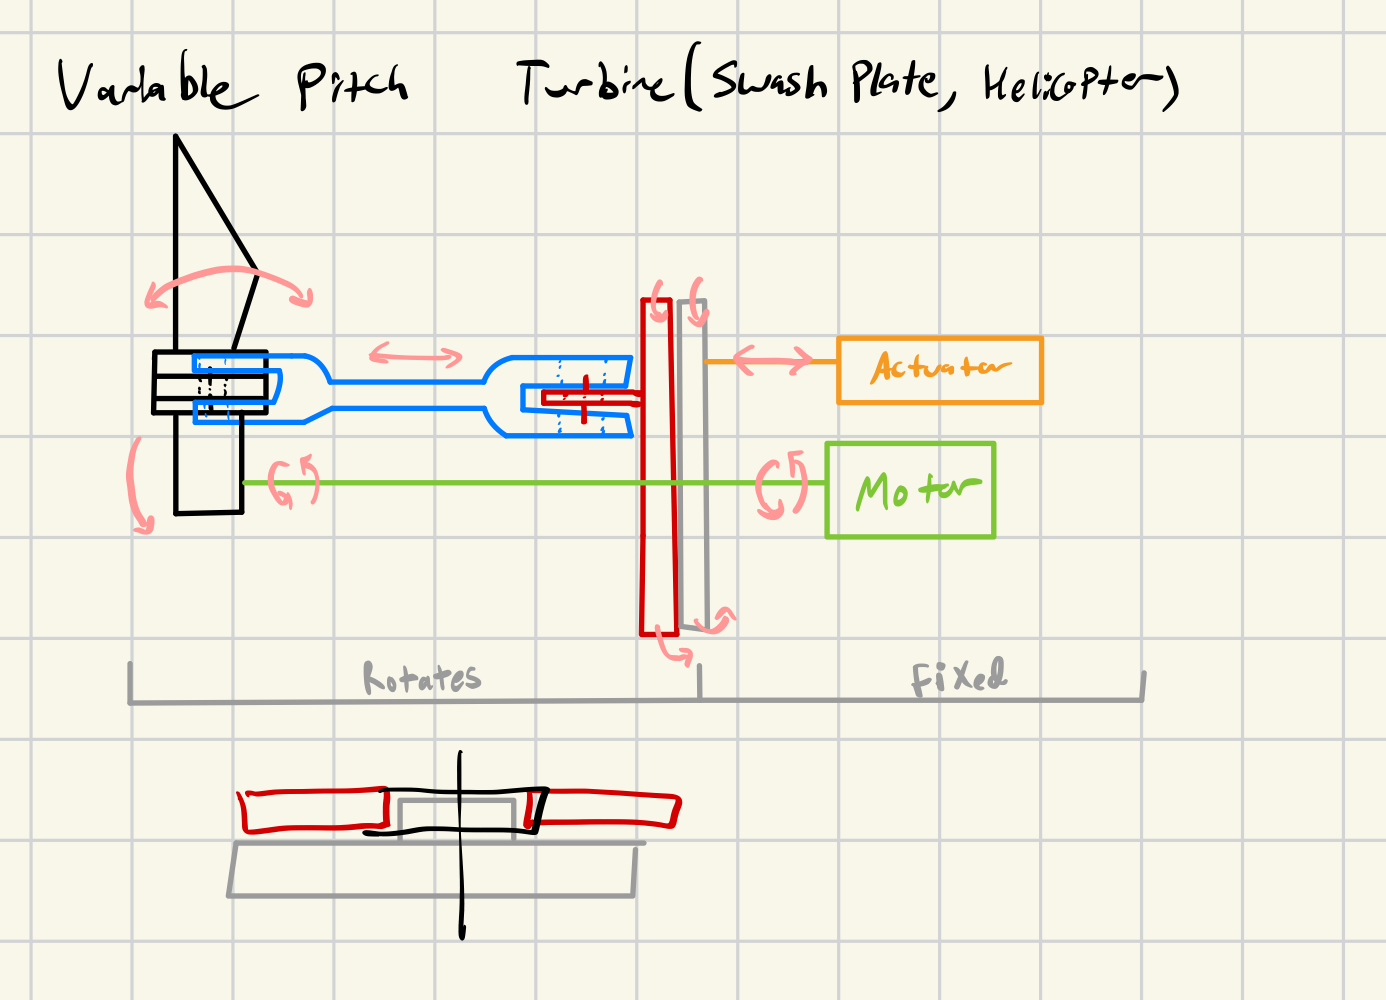 Variable Pitch Turbine (Swash Plate, Helicopter)
Actuator
Motor
Rotates Fixed